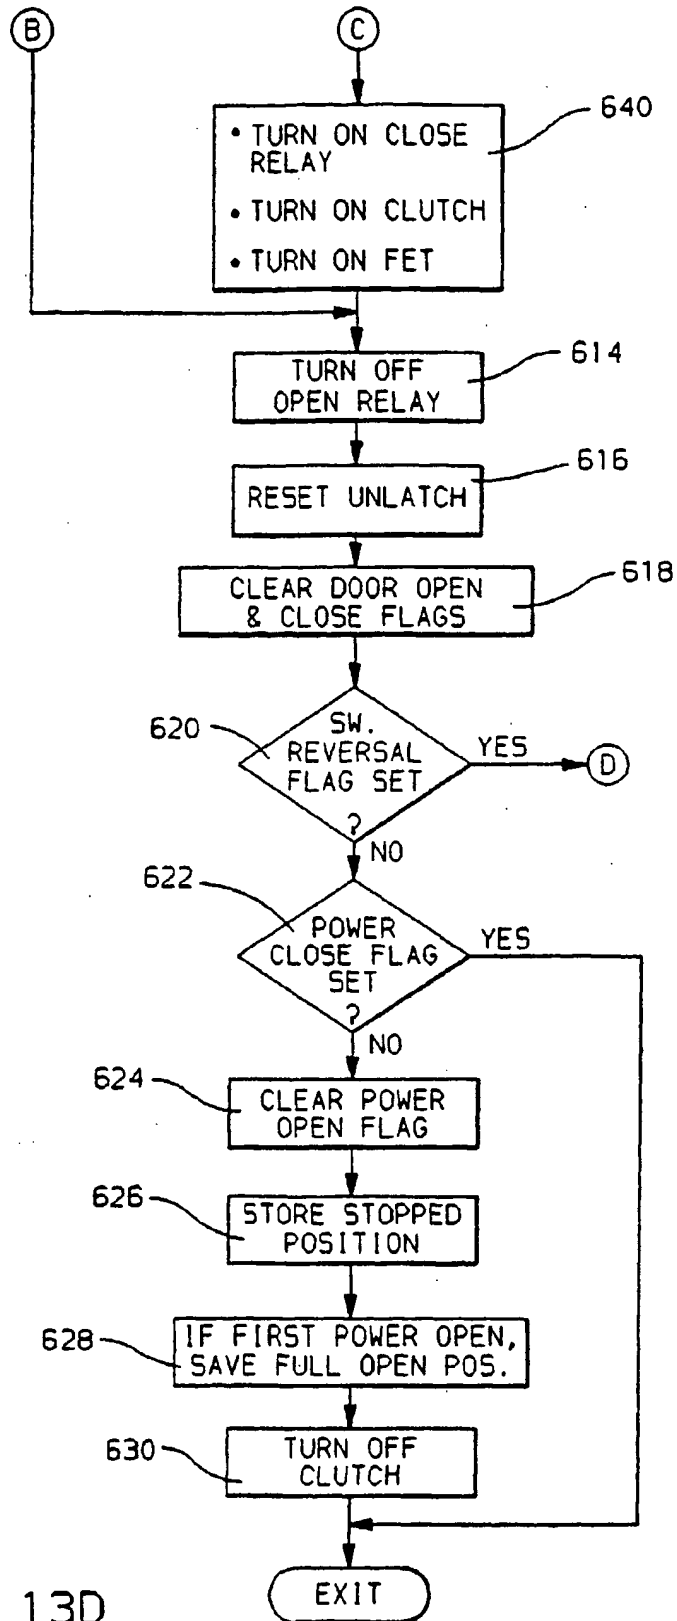 B
C
• TURN ON CLOSE
RELAY
• TURN ON CLUTCH
• TURN ON FET
640
TURN OFF
OPEN RELAY
614
RESET UNLATCH
616
CLEAR DOOR OPEN
& CLOSE FLAGS
618
620
SW.
REVERSAL
FLAG SET
?
YES
D
NO
622
POWER
CLOSE FLAG
SET
?
YES
NO
624
CLEAR POWER
OPEN FLAG
626
STORE STOPPED
POSITION
628
IF FIRST POWER OPEN,
SAVE FULL OPEN POS.
630
TURN OFF
CLUTCH
EXIT
13D